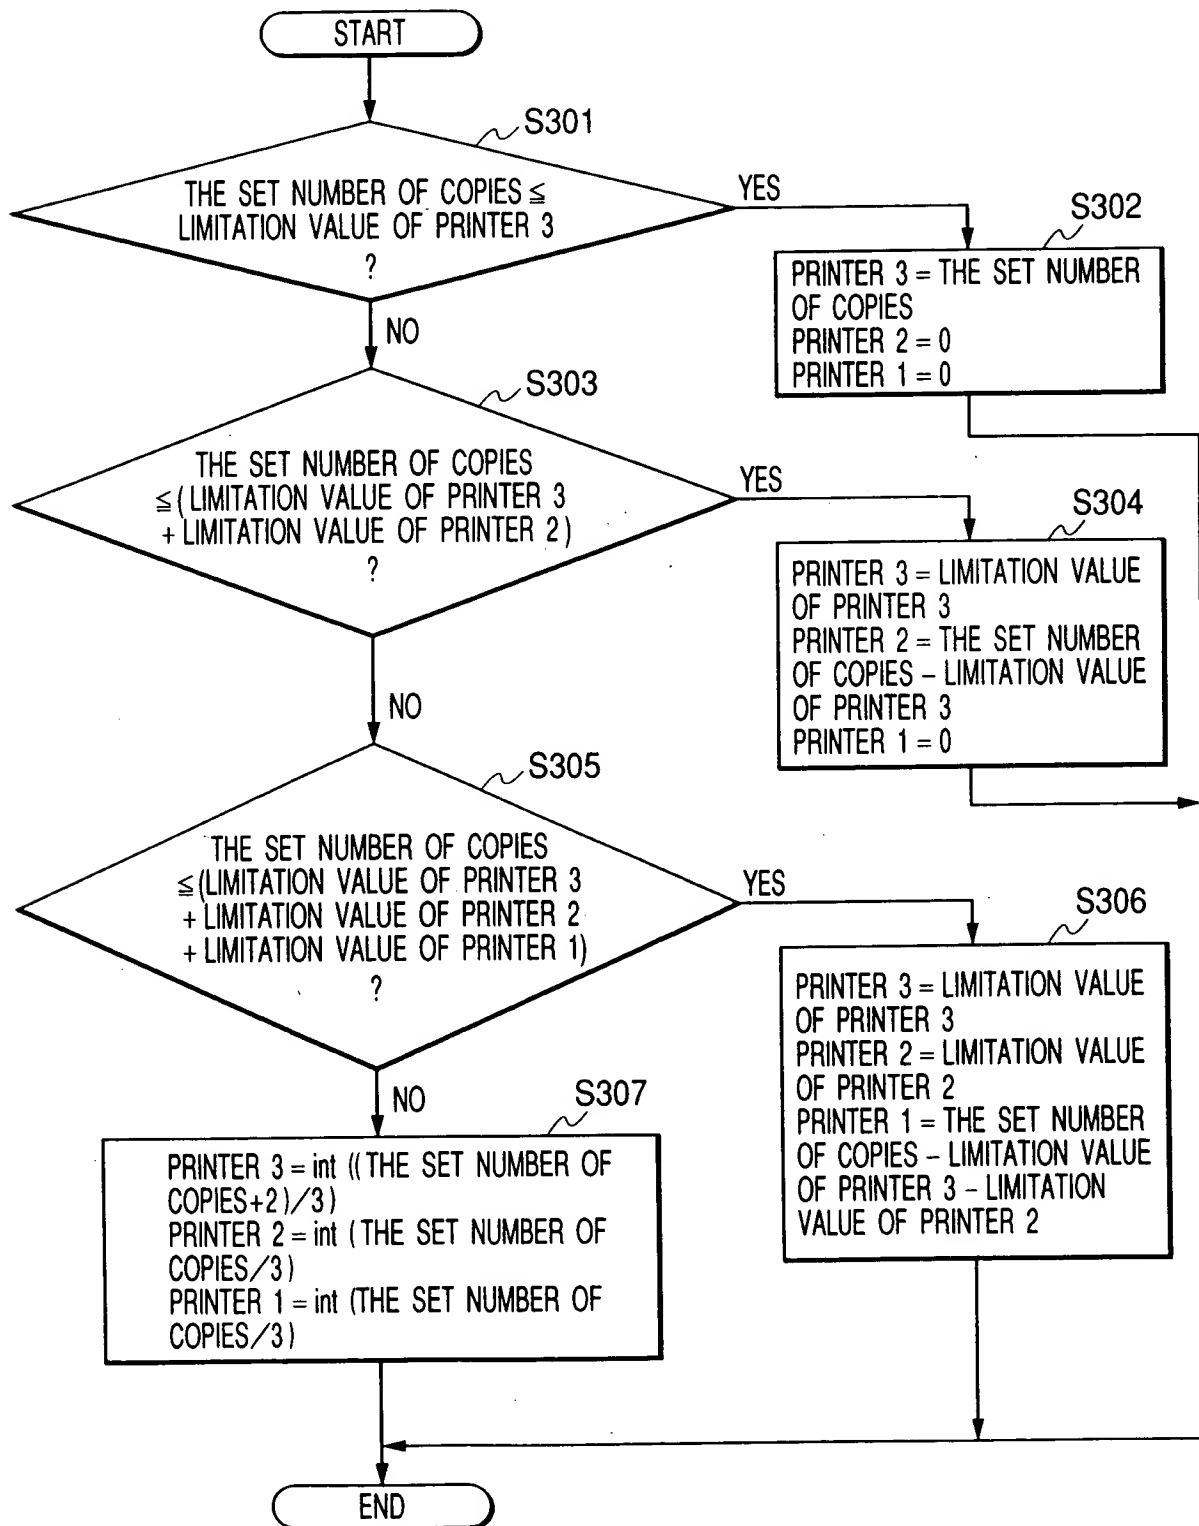 START
S301
THE SET NUMBER OF COPIES ≦
LIMITATION VALUE OF PRINTER 3
?
YES
NO
S302
PRINTER 3 = THE SET NUMBER
OF COPIES
PRINTER 2 = 0
PRINTER 1 = 0
S303
THE SET NUMBER OF COPIES
≦ (LIMITATION VALUE OF PRINTER 3
+ LIMITATION VALUE OF PRINTER 2)
?
YES
NO
S304
PRINTER 3 = LIMITATION VALUE
OF PRINTER 3
PRINTER 2 = THE SET NUMBER
OF COPIES – LIMITATION VALUE
OF PRINTER 3
PRINTER 1 = 0
S305
THE SET NUMBER OF COPIES
≦ (LIMITATION VALUE OF PRINTER 3
+ LIMITATION VALUE OF PRINTER 2
+ LIMITATION VALUE OF PRINTER 1)
?
YES
NO
S306
PRINTER 3 = LIMITATION VALUE
OF PRINTER 3
PRINTER 2 = LIMITATION VALUE
OF PRINTER 2
PRINTER 1 = THE SET NUMBER
OF COPIES – LIMITATION VALUE
OF PRINTER 3 – LIMITATION
VALUE OF PRINTER 2
S307
PRINTER 3 = int ((THE SET NUMBER OF
COPIES+2)/3)
PRINTER 2 = int (THE SET NUMBER OF
COPIES/3)
PRINTER 1 = int (THE SET NUMBER OF
COPIES/3)
END